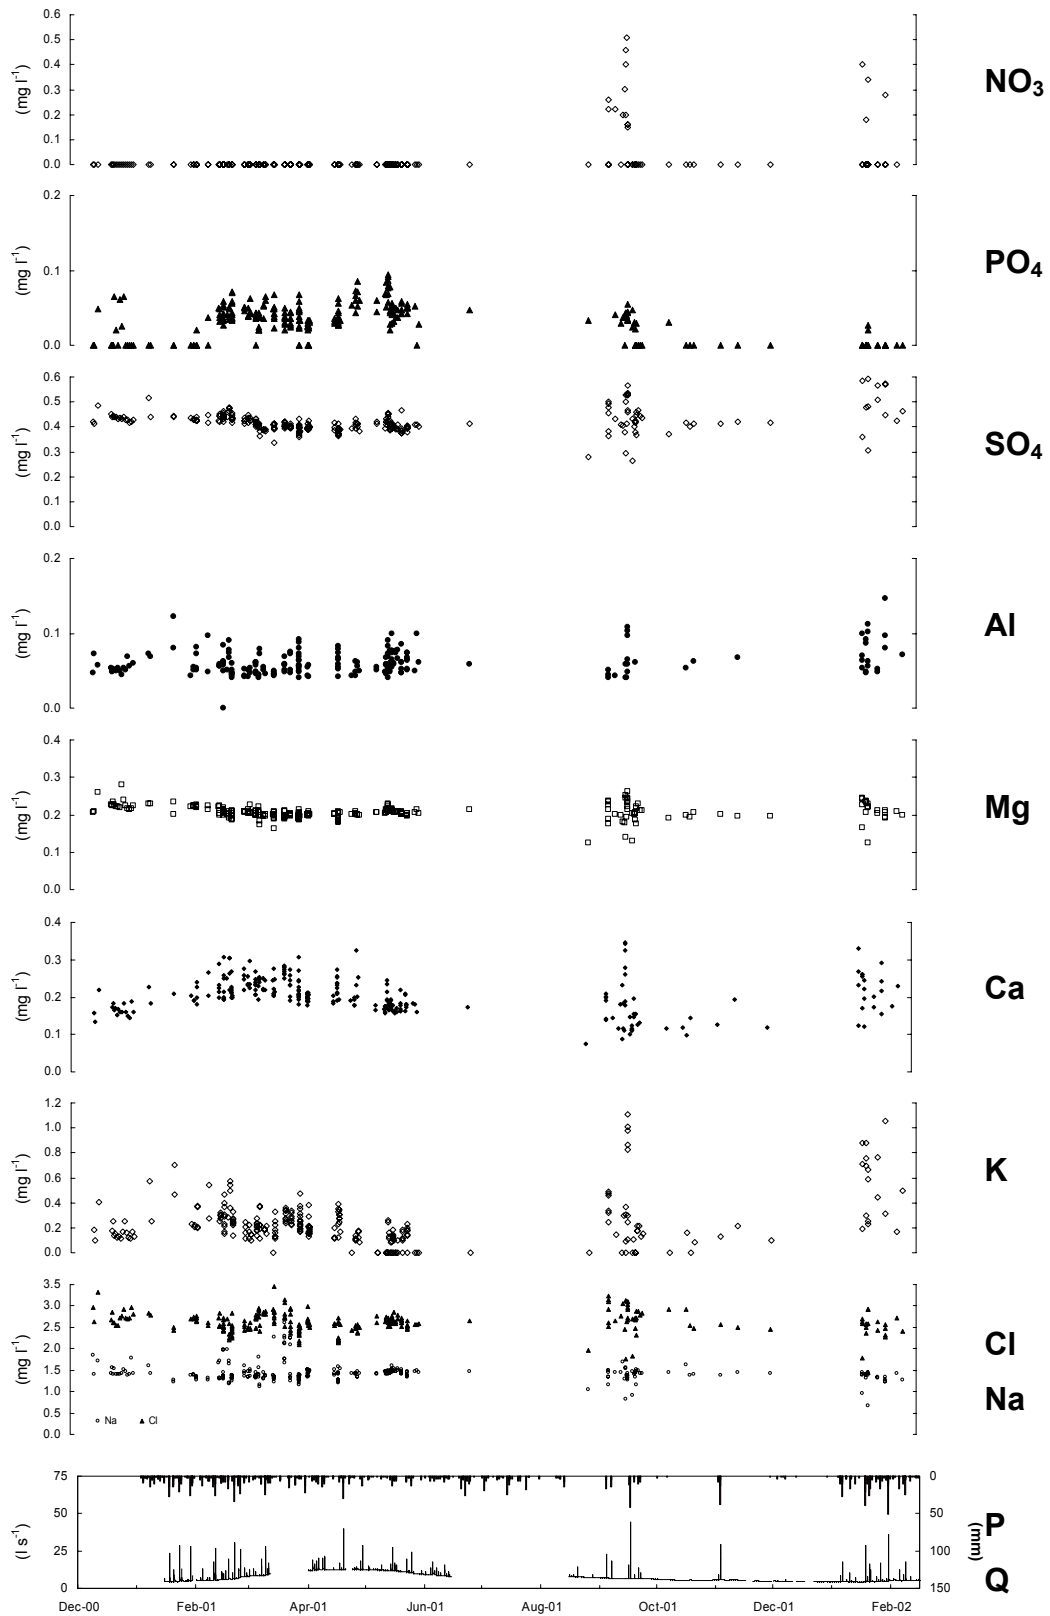 0.6
0.5
0.4
0.3
0.2
0.1
0.0
(mg l⁻¹)
NO₃
0.2
0.1
0.0
(mg l⁻¹)
PO₄
0.6
0.5
0.4
0.3
0.2
0.1
0.0
(mg l⁻¹)
SO₄
0.2
0.1
0.0
(mg l⁻¹)
Al
0.4
0.3
0.2
0.1
0.0
(mg l⁻¹)
Mg
0.4
0.3
0.2
0.1
0.0
(mg l⁻¹)
Ca
1.2
1.0
0.8
0.6
0.4
0.2
0.0
(mg l⁻¹)
K
3.5
3.0
2.5
2.0
1.5
1.0
0.5
0.0
(mg l⁻¹)
Cl
Na
Na Cl
75
50
25
0
(l s⁻¹)
0
50
100
150
(mm)
P
Q
Dec-00 Feb-01 Apr-01 Jun-01 Aug-01 Oct-01 Dec-01 Feb-02